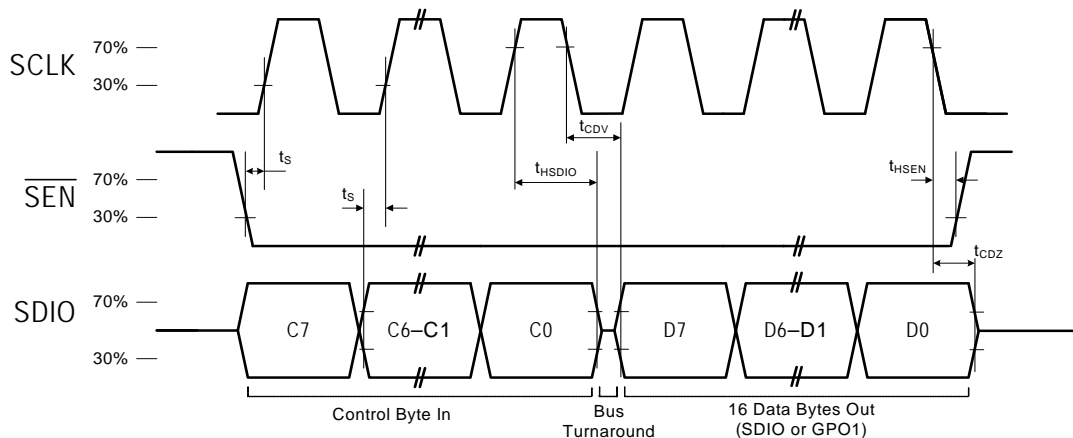 SCLK
70%
30%
tCDV
tS
tHSDIO
tHSEN
SEN
70%
30%
tS
tCDZ
SDIO
70%
30%
C7
C6–C1
C0
D7
D6–D1
D0
Control Byte In
Bus
Turnaround
16 Data Bytes Out
(SDIO or GPO1)